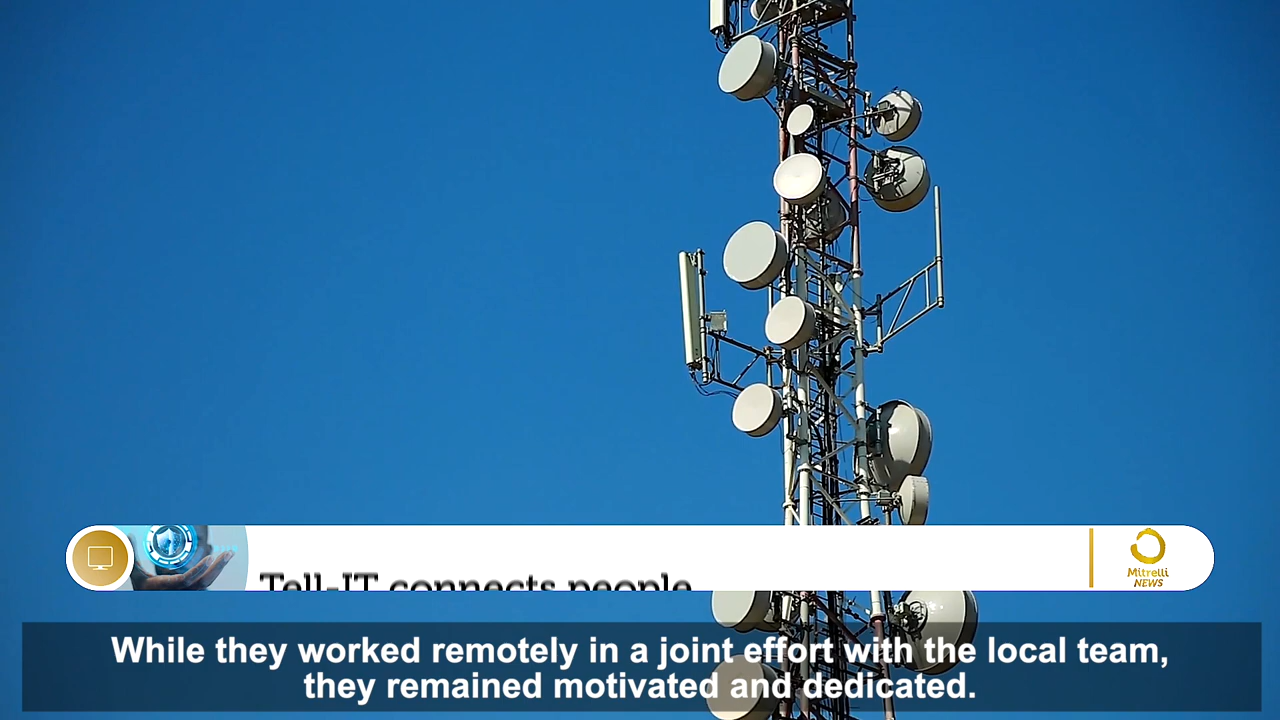 Tell-IT connects people
Mitrelli
NEWS
While they worked remotely in a joint effort with the local team,
they remained motivated and dedicated.